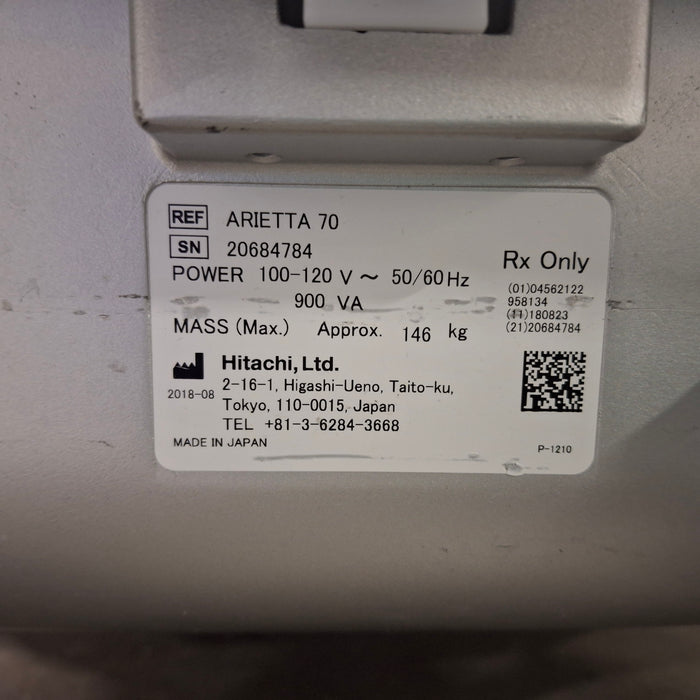 REF ARIETTA 70
SN 20684784
POWER 100-120 V ~ 50/60 Hz
900 VA
MASS (Max.) Approx. 146 kg
Rx Only
(01)04562122
958134
(11)180823
(21)20684784
Hitachi, Ltd.
2018-08
2-16-1, Higashi-Ueno, Taito-ku,
Tokyo, 110-0015, Japan
TEL +81-3-6284-3668
MADE IN JAPAN
P-1210